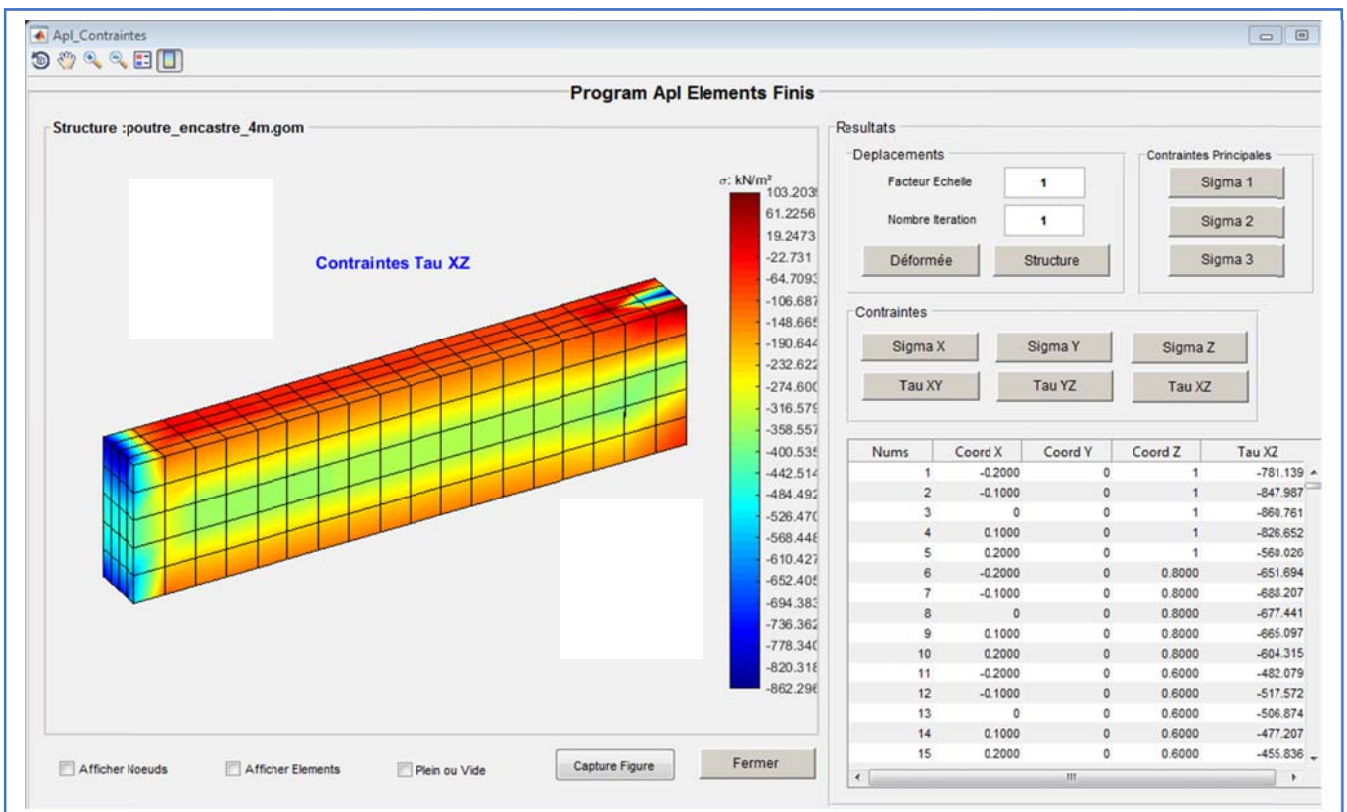 Apl_Contraintes
Program Apl Elements Finis
Structure :poutre_encastre_4m.gom
Contraintes Tau XZ
σ: kN/m²
103.203
61.2256
19.2473
-22.731
-64.7093
-106.687
-148.665
-190.644
-232.622
-274.600
-316.579
-358.557
-400.535
-442.514
-484.492
-526.470
-568.448
-610.427
-652.405
-694.383
-736.362
-778.340
-820.318
-862.296
Afficher Noeuds
Afficher Elements
Plein ou Vide
Capture Figure
Fermer
Resultats
Deplacements
Facteur Echelle 1
Nombre Iteration 1
Déformée Structure
Contraintes Principales
Sigma 1
Sigma 2
Sigma 3
Contraintes
Sigma X Sigma Y Sigma Z
Tau XY Tau YZ Tau XZ
Nums Coord X Coord Y Coord Z Tau XZ
1 -0.2000 0 1 -781.139
2 -0.1000 0 1 -847.987
3 0 0 1 -860.761
4 0.1000 0 1 -826.652
5 0.2000 0 1 -560.026
6 -0.2000 0 0.8000 -651.694
7 -0.1000 0 0.8000 -688.207
8 0 0 0.8000 -677.441
9 0.1000 0 0.8000 -665.097
10 0.2000 0 0.8000 -604.315
11 -0.2000 0 0.6000 -482.079
12 -0.1000 0 0.6000 -517.572
13 0 0 0.6000 -506.874
14 0.1000 0 0.6000 -477.207
15 0.2000 0 0.6000 -455.836